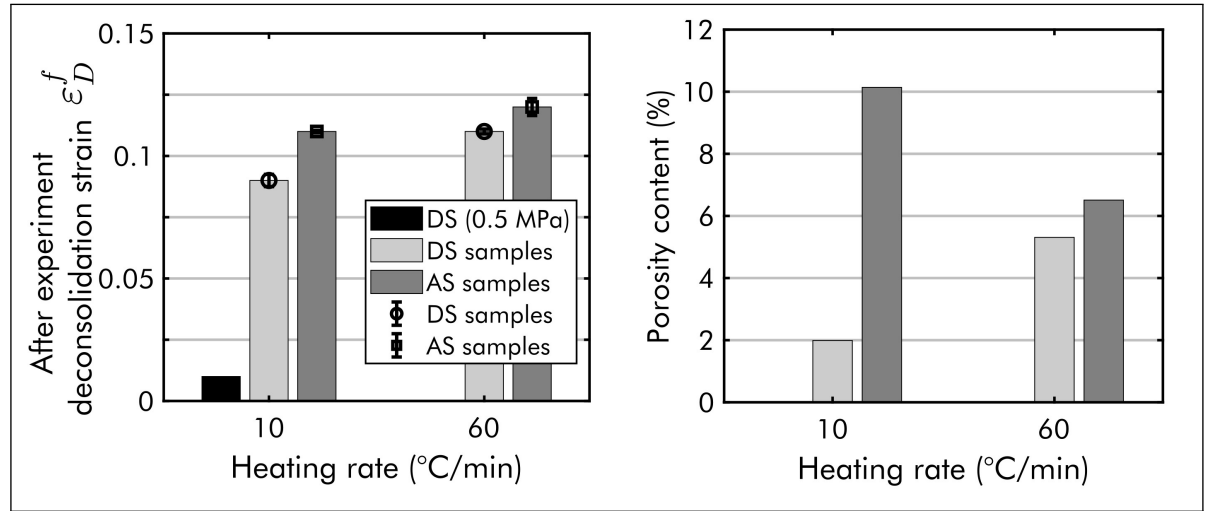 After experiment
deconsolidation strain ε_D^f
0.15
0.1
0.05
0
DS (0.5 MPa)
DS samples
AS samples
DS samples
AS samples
10
60
Heating rate (°C/min)
Porosity content (%)
12
10
8
6
4
2
0
10
60
Heating rate (°C/min)